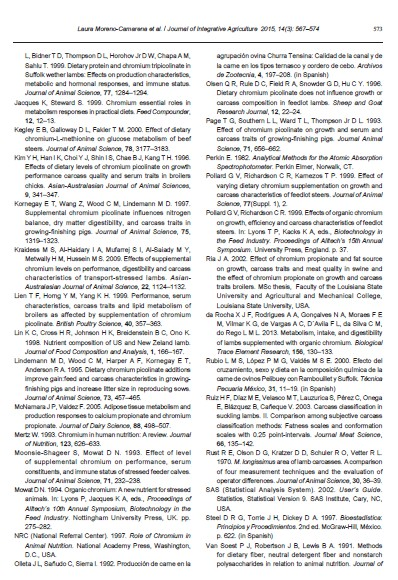 Laura Moreno-Camarena et al. / Journal of Integrative Agriculture 2015, 14(3): 567–574
573
L, Bidner T D, Thompson D L, Horohov Jr D W, Chapa A M,
Sahlu T. 1999. Dietary protein and chromium tripicolinate in
Suffolk wether lambs: Effects on production characteristics,
metabolic and hormonal responses, and immune status.
Journal of Animal Science, 77, 1284–1294.
Jacques K, Steward S. 1999. Chromium essential roles in
metabolism responses in practical diets. Feed Compounder,
12, 12–13.
Kegley E B, Galloway D L, Fakler T M. 2000. Effect of dietary
chromium-L-methionine on glucose metabolism of beef
steers. Journal of Animal Science, 78, 3177–3183.
Kim Y H, Han I K, Choi Y J, Shin I S, Chae B J, Kang T H. 1996.
Effects of dietary levels of chromium picolinate on growth
performance carcass quality and serum traits in broilers
chicks. Asian-Australasian Journal of Animal Sciences,
9, 341–347.
Kornegay E T, Wang Z, Wood C M, Lindemann M D. 1997.
Supplemental chromium picolinate influences nitrogen
balance, dry matter digestibility, and carcass traits in
growing-finishing pigs. Journal of Animal Science, 75,
1319–1323.
Kraidess M S, Al-Haidary I A, Mufarrej S I, Al-Saiady M Y,
Metwally H M, Hussein M S. 2009. Effects of supplemental
chromium levels on performance, digestibility and carcass
characteristics of transport-stressed lambs. Asian-
Australasian Journal of Animal Sciences, 22, 1124–1132.
Lien T F, Horng Y M, Yang K H. 1999. Performance, serum
characteristics, carcass traits and lipid metabolism of
broilers as affected by supplementation of chromium
picolinate. British Poultry Science, 40, 357–363.
Link C, Cross H R, Johnson H K, Breidenstein B C, Ono K.
1998. Nutrient composition of US and New Zeland lamb.
Journal of Food Composition and Analysis, 1, 166–167.
Lindemann M D, Wood C M, Harper A F, Kornegay E T,
Anderson R A. 1995. Dietary chromium picolinate additions
improve gain:feed and carcass characteristics in growing-
finishing pigs and increase litter size in reproducing sows.
Journal of Animal Science, 73, 457–465.
McNamara J P, Valdez F. 2005. Adipose tissue metabolism and
production responses to calcium propionate and chromium
propionate. Journal of Dairy Science, 88, 498–507.
Mertz W. 1993. Chromium in human nutrition: A review. Journal
of Nutrition, 123, 626–633.
Moonsie-Shageer S, Mowat D N. 1993. Effect of level
of supplemental chromium on performance, serum
constituents, and immune status of stressed feeder calves.
Journal of Animal Science, 71, 232–238.
Mowat D N. 1994. Organic chromium: A new nutrient for stressed
animals. In: Lyons P, Jacques K A, eds., Proceedings of
Alltech's 10th Annual Symposium, Biotechnology in the
Feed Industry. Nottingham University Press, UK. pp.
275–282.
NRC (National Referral Center). 1997. Role of Chromium in
Animal Nutrition. National Academy Press, Washington,
D.C., USA.
Olleta J L, Sañudo C, Sierra I. 1992. Producción de carne en la
agrupación ovina Churra Tensina: Calidad de la canal y de
la carne en los tipos ternasco y cordero de cebo. Archivos
de Zootecnia, 4, 197–208. (in Spanish)
Olsen Q R, Rule D C, Field R A, Snowder G D, Hu C Y. 1996.
Dietary chromium picolinate does not influence growth or
carcass composition in feedlot lambs. Sheep and Goat
Research Journal, 12, 22–24.
Page T G, Southern L L, Ward T L, Thompson Jr D L. 1993.
Effect of chromium picolinate on growth and serum and
carcass traits of growing-finishing pigs. Journal Animal
Science, 71, 656–662.
Perkin E. 1982. Analytical Methods for the Atomic Absorption
Spectrophotometer. Perkin Elmer, Norwalk, CT.
Pollard G V, Richardson C R, Karnezos T P. 1999. Effect of
varying dietary chromium supplementation on growth and
carcass characteristics of feedlot steers. Journal of Animal
Science, 77(Suppl. 1), 2.
Pollard G V, Richardson C R. 1999. Effects of organic chromium
on growth, efficiency and carcass characteristics of feedlot
steers. In: Lyons T P, Kacks K A, eds., Biotechnology in
the Feed Industry. Proceedings of Alltech's 15th Annual
Symposium. University Press, England. p. 37.
Ria J A. 2002. Effect of chromium propionate and fat source
on growth, carcass traits and meat quality in swine and
the effect of chromium propionate on growth and carcass
traits broilers. MSc thesis, Faculty of the Louisiana State
University and Agricultural and Mechanical College,
Louisiana State University, USA.
da Rocha X J F, Rodrigues A A, Gonçalves N A, Moraes F E
M, Vilmar K G, de Vargas A C, D'Avila F L, da Silva C M,
do Rego L M L. 2013. Metabolism, intake, and digestibility
of lambs supplemented with organic chromium. Biological
Trace Element Research, 156, 130–133.
Rubio L M S, López P M G, Valdés M S E. 2000. Efecto del
cruzamiento, sexo y dieta en la composición química de la
carne de ovinos Pelibuey con Rambouillet y Suffolk. Técnica
Pecuaria México, 31, 11–19. (in Spanish)
Ruíz H F, Díaz M E, Velasco M T, Lauzurica S, Pérez C, Onega
E, Blázquez B, Cañeque V. 2003. Carcass classification in
suckling lambs. II. Comparison among subjective carcass
classification methods: Fatness scales and conformation
scales with 0.25 point-intervals. Journal Meat Science,
66, 135–142.
Rust R E, Olson D G, Kratzer D D, Schuler R O, Vetter R L.
1970. M. longissimus area of lamb carcasses. A comparison
of four measurement techniques and the evaluation of
operator differences. Journal of Animal Science, 30, 36–39.
SAS (Statistical Analysis System). 2002. User's Guide.
Statistics, Statistical Version 9. SAS Institute, Cary, NC,
USA.
Steel D R G, Torrie J H, Dickey D A. 1997. Bioestadística:
Principios y Procedimientos. 2nd ed. McGraw-Hill, México.
p. 622. (in Spanish)
Van Soest P J, Robertson J B, Lewis B A. 1991. Methods
for dietary fiber, neutral detergent fiber and nonstarch
polysaccharides in relation to animal nutrition. Journal of